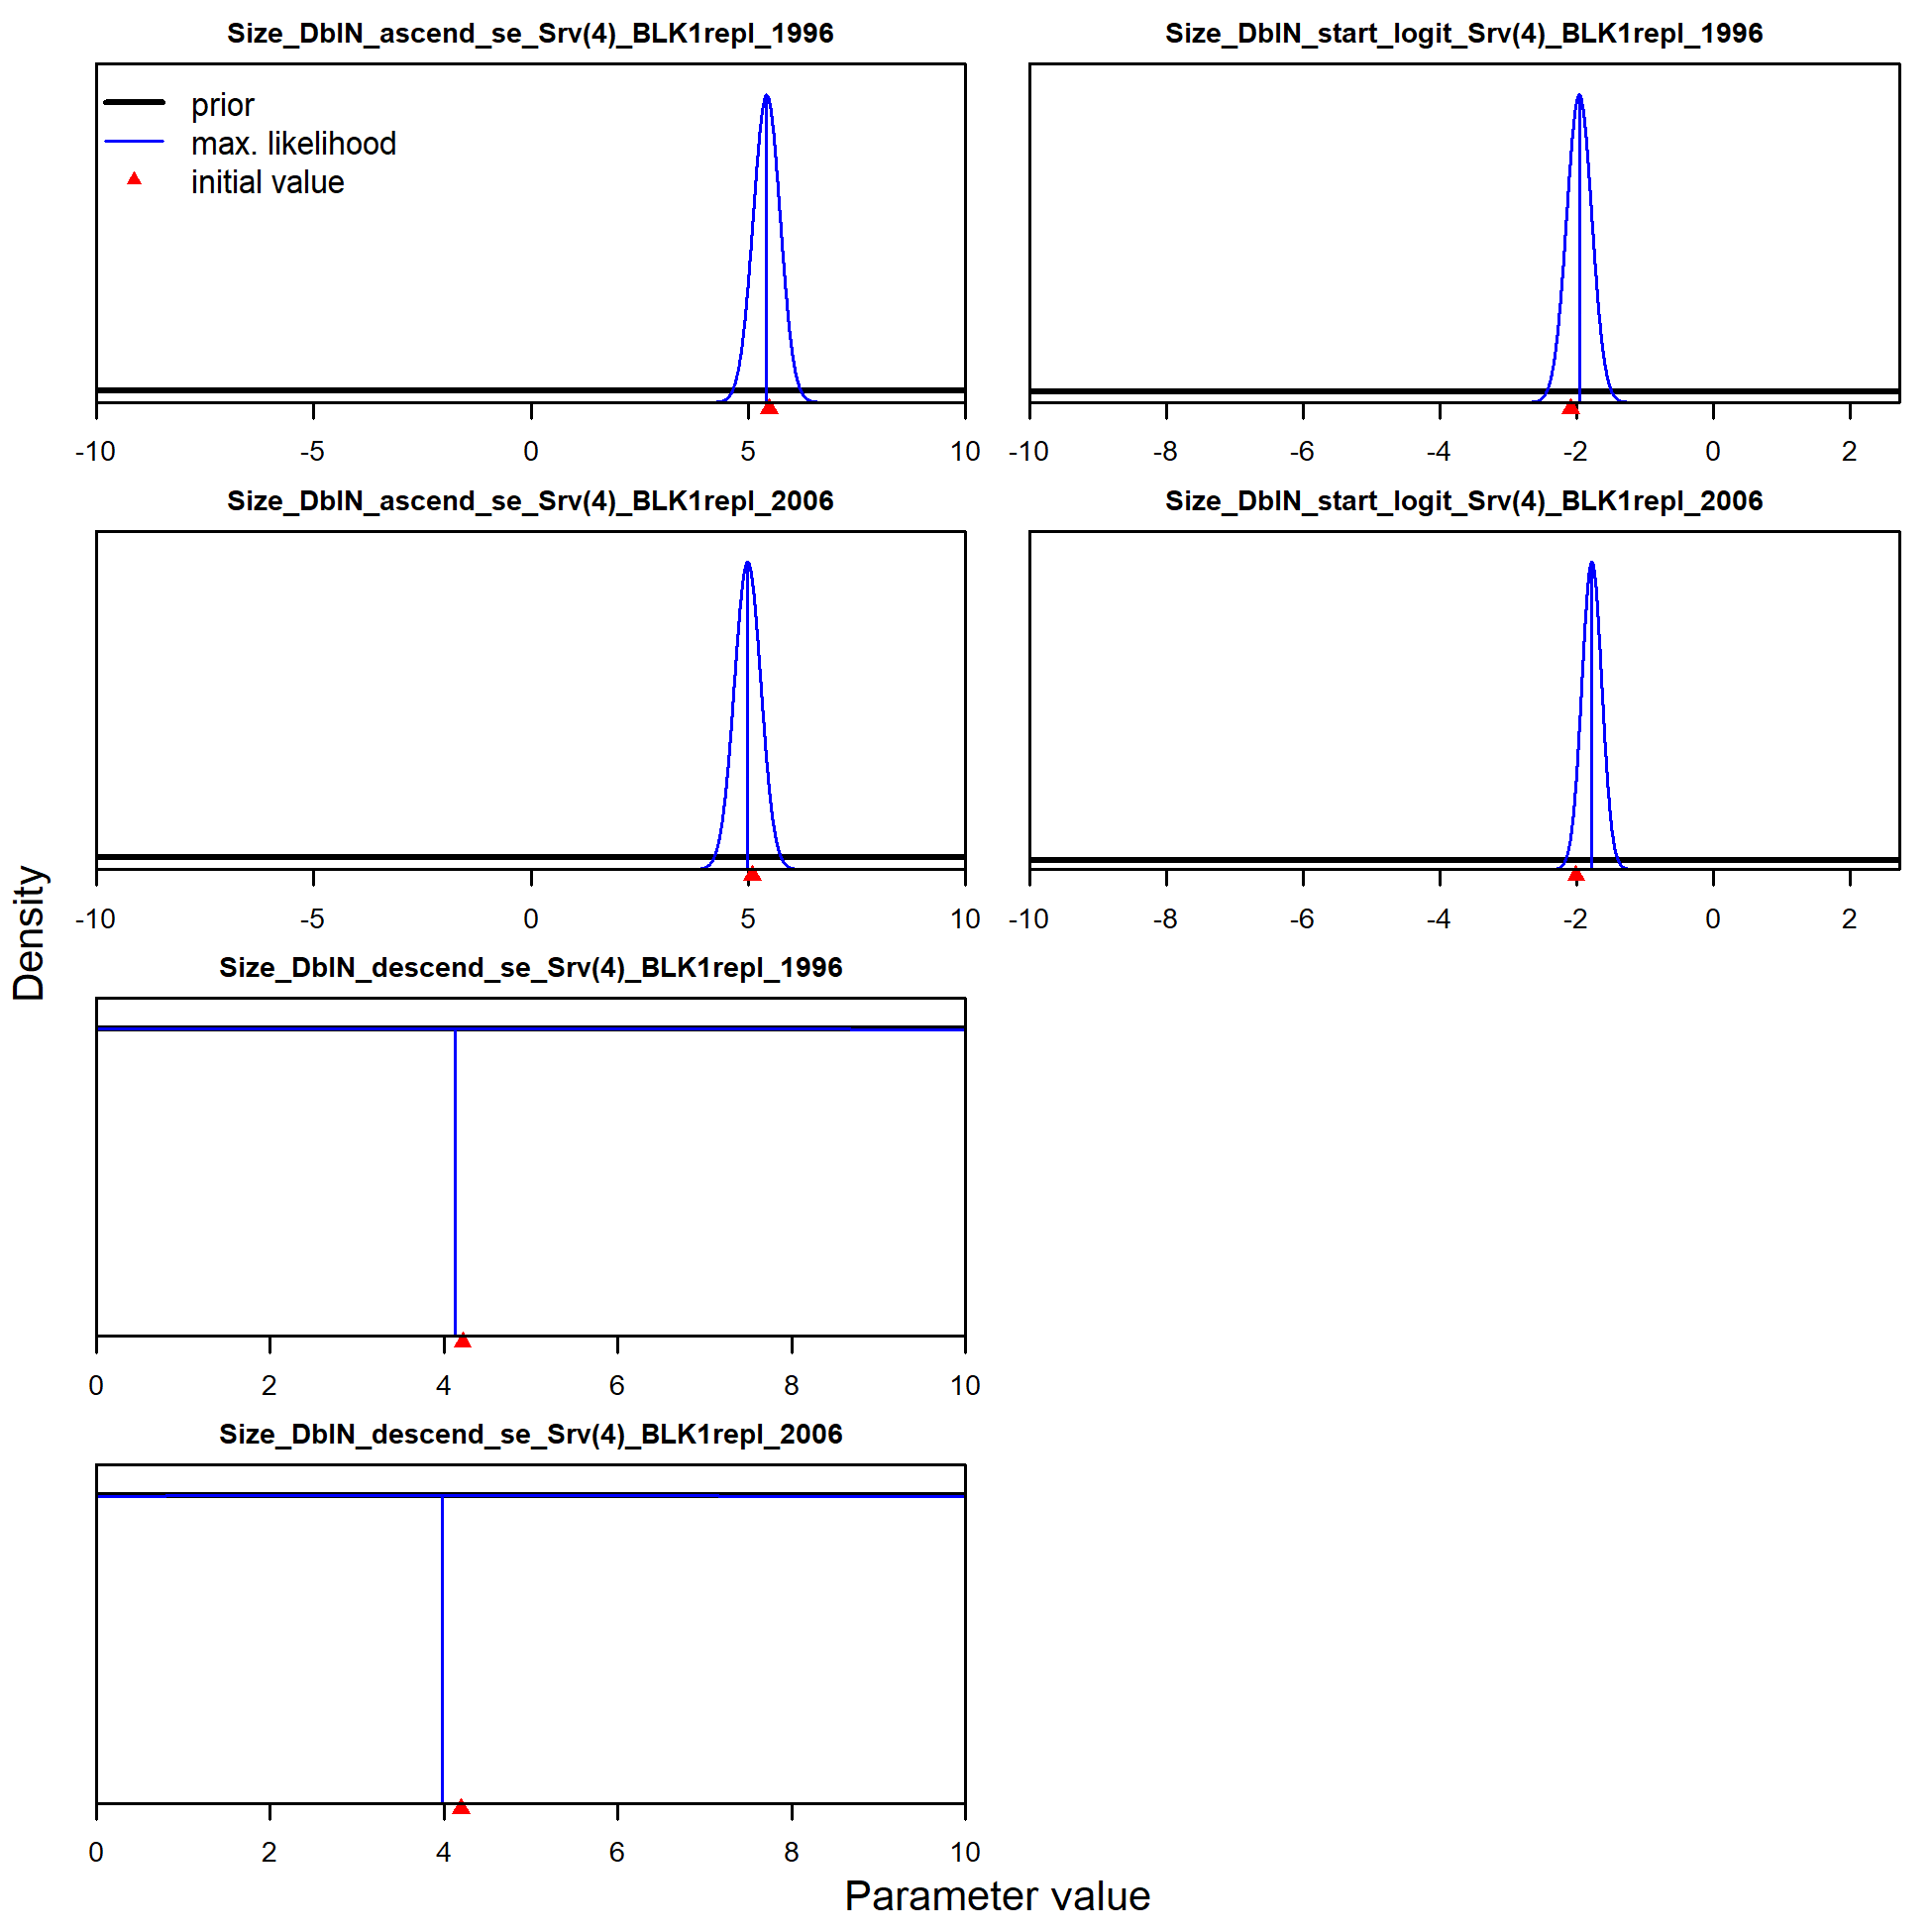 Size_DblN_ascend_se_Srv(4)_BLK1repl_1996
prior
max. likelihood
initial value
-10 -5 0 5 10
Size_DblN_start_logit_Srv(4)_BLK1repl_1996
-10 -8 -6 -4 -2 0 2
Size_DblN_ascend_se_Srv(4)_BLK1repl_2006
-10 -5 0 5 10
Size_DblN_start_logit_Srv(4)_BLK1repl_2006
-10 -8 -6 -4 -2 0 2
Size_DblN_descend_se_Srv(4)_BLK1repl_1996
0 2 4 6 8 10
Size_DblN_descend_se_Srv(4)_BLK1repl_2006
0 2 4 6 8 10
Density
Parameter value